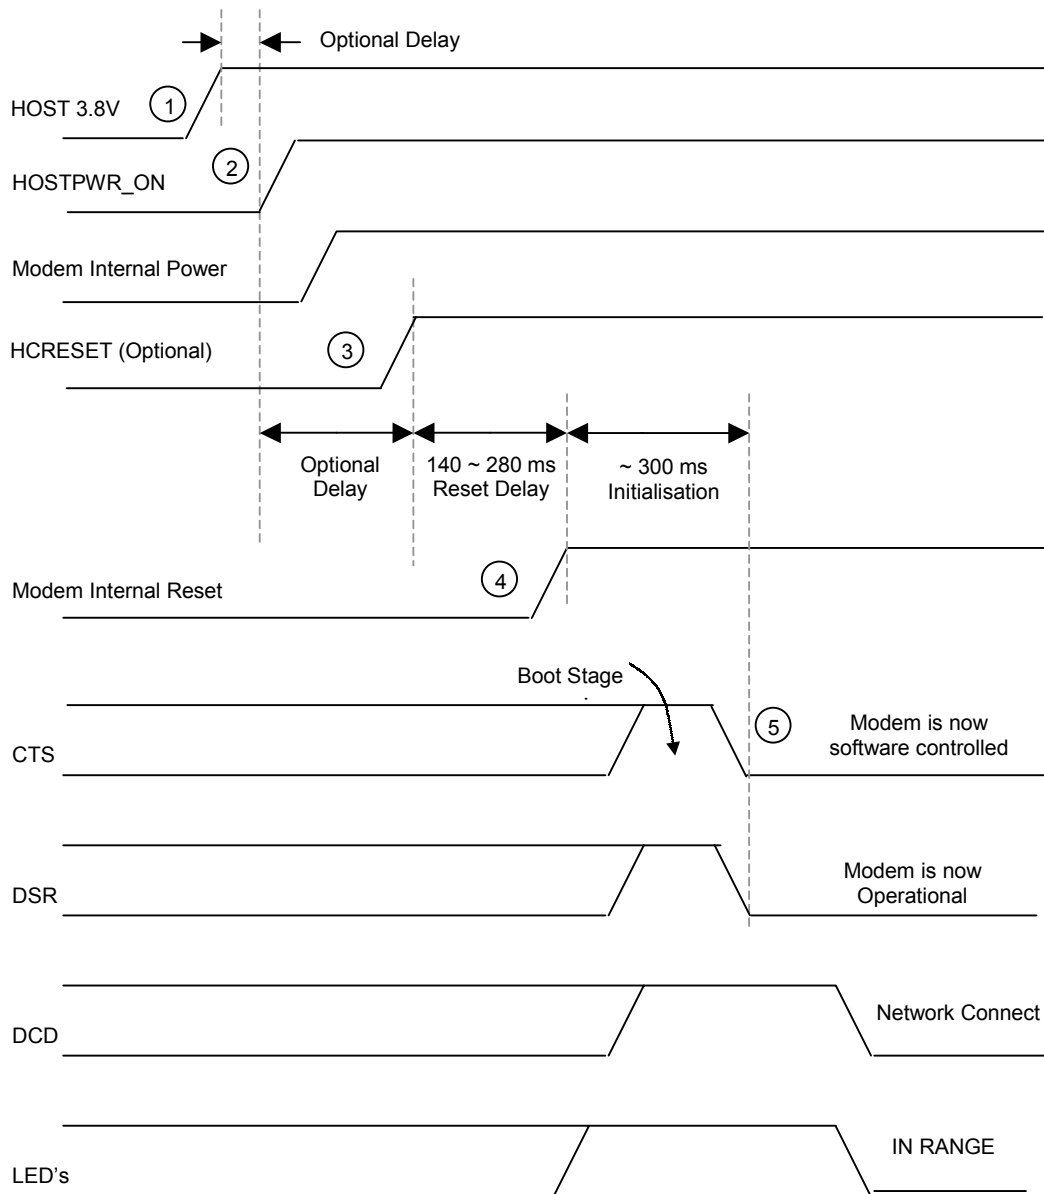 Optional Delay
HOST 3.8V
1
2
HOSTPWR_ON
Modem Internal Power
HCRESET (Optional)
3
Optional
Delay
140 ~ 280 ms
Reset Delay
~ 300 ms
Initialisation
Modem Internal Reset
4
Boot Stage
CTS
5
Modem is now
software controlled
DSR
Modem is now
Operational
DCD
Network Connect
LED's
IN RANGE